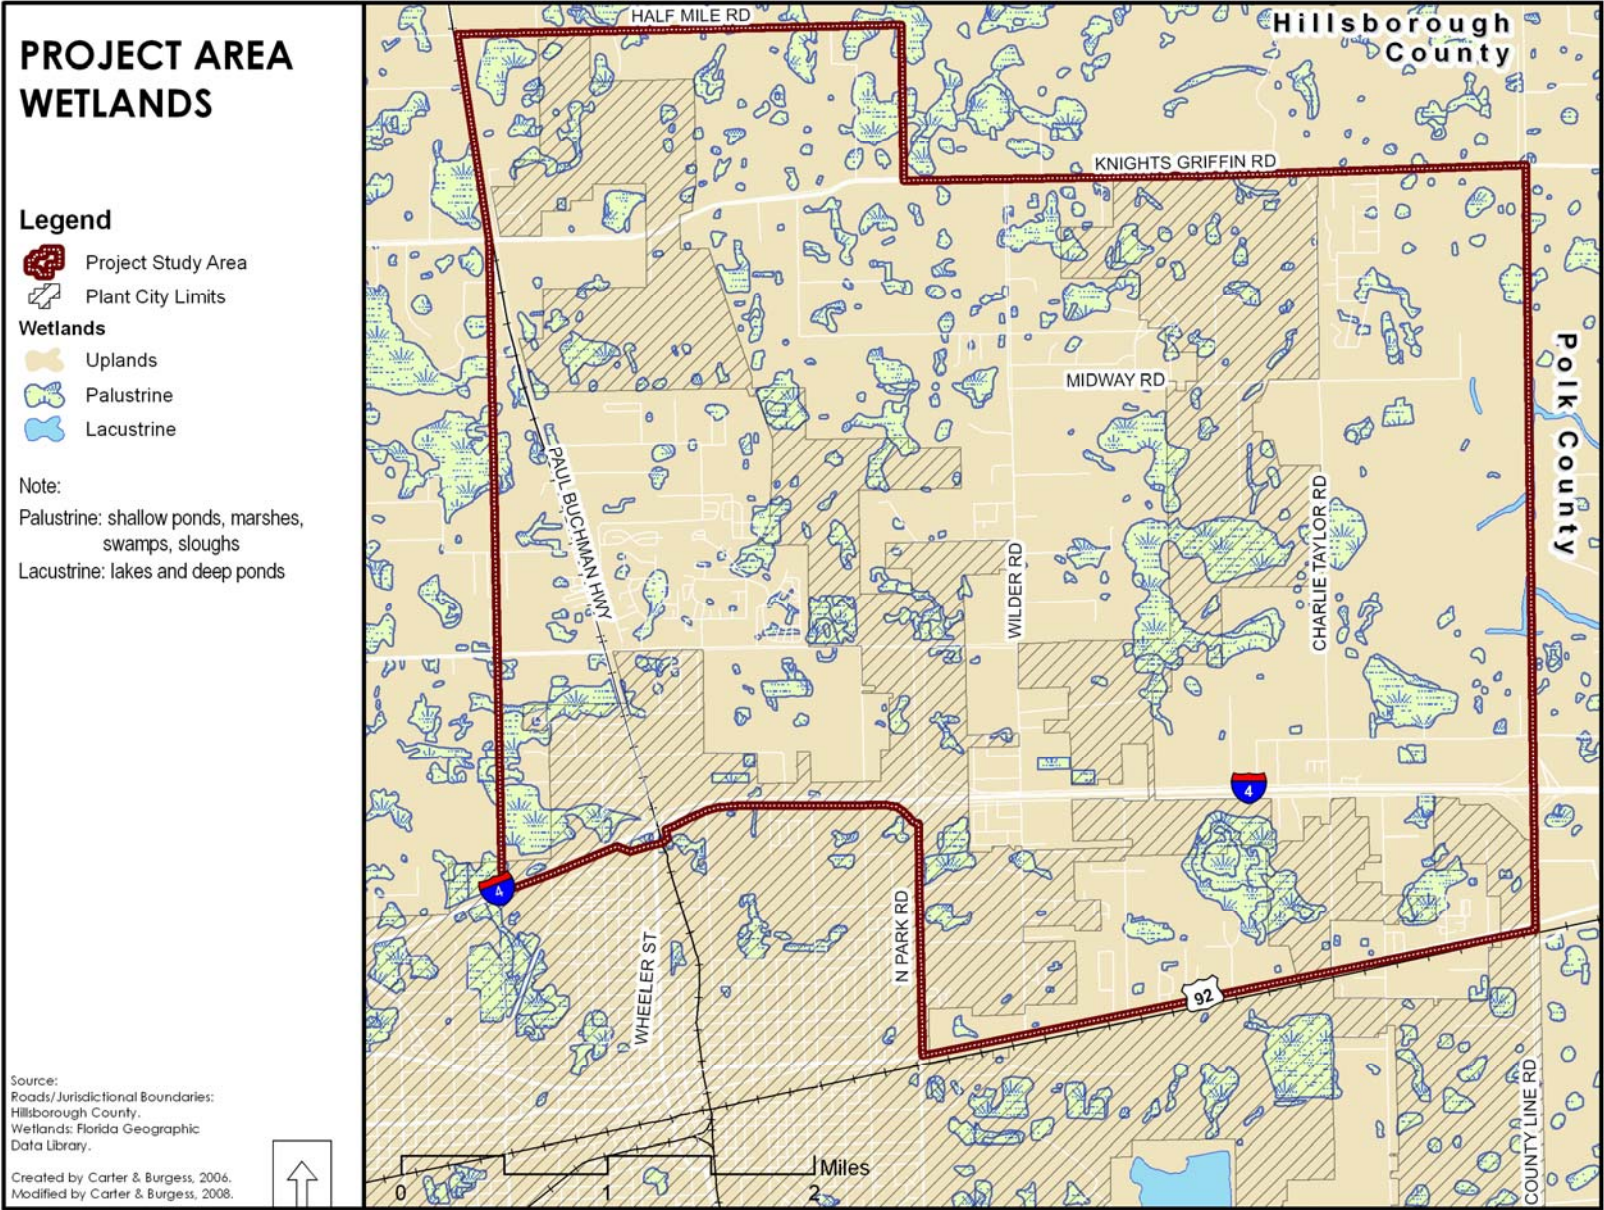 PROJECT AREA
WETLANDS
Legend
Project Study Area
Plant City Limits
Wetlands
Uplands
Palustrine
Lacustrine
Note:
Palustrine: shallow ponds, marshes,
swamps, sloughs
Lacustrine: lakes and deep ponds
Source:
Roads/Jurisdictional Boundaries:
Hillsborough County.
Wetlands: Florida Geographic
Data Library.
Created by Carter & Burgess, 2006.
Modified by Carter & Burgess, 2008.
HALF MILE RD
Hillsborough
County
KNIGHTS GRIFFIN RD
MIDWAY RD
Polk County
PAUL BUCHMAN HWY
WILDER RD
CHARLIE TAYLOR RD
4
4
N PARK RD
WHEELER ST
92
COUNTY LINE RD
Miles
0 1 2